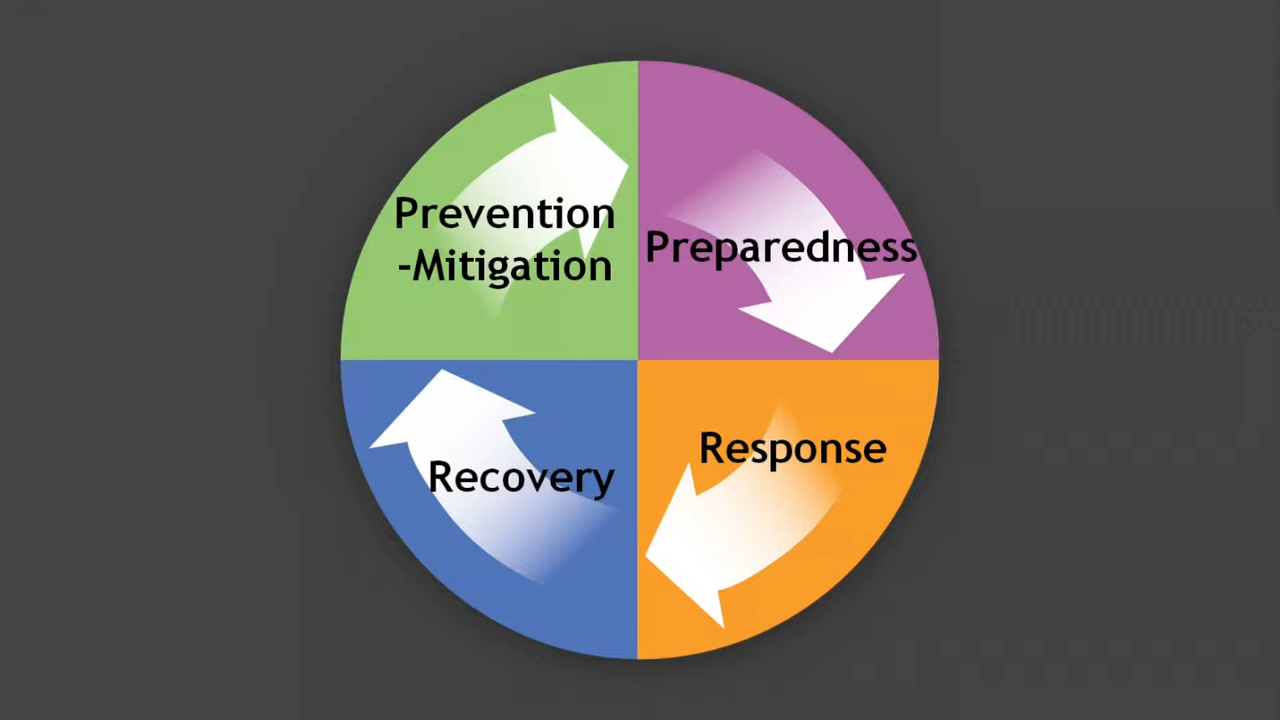 Prevention
-Mitigation
Preparedness
Response
Recovery